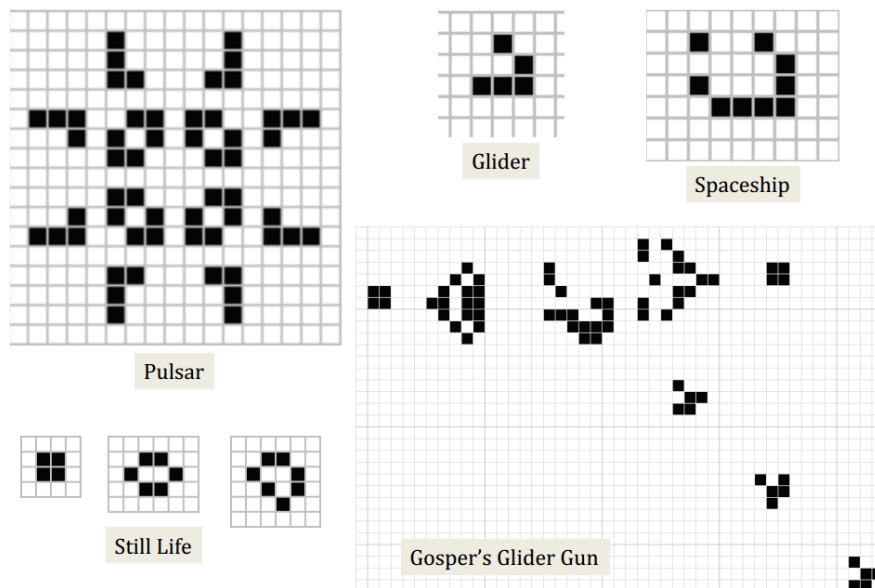 Glider
Spaceship
Pulsar
Still Life
Gosper's Glider Gun